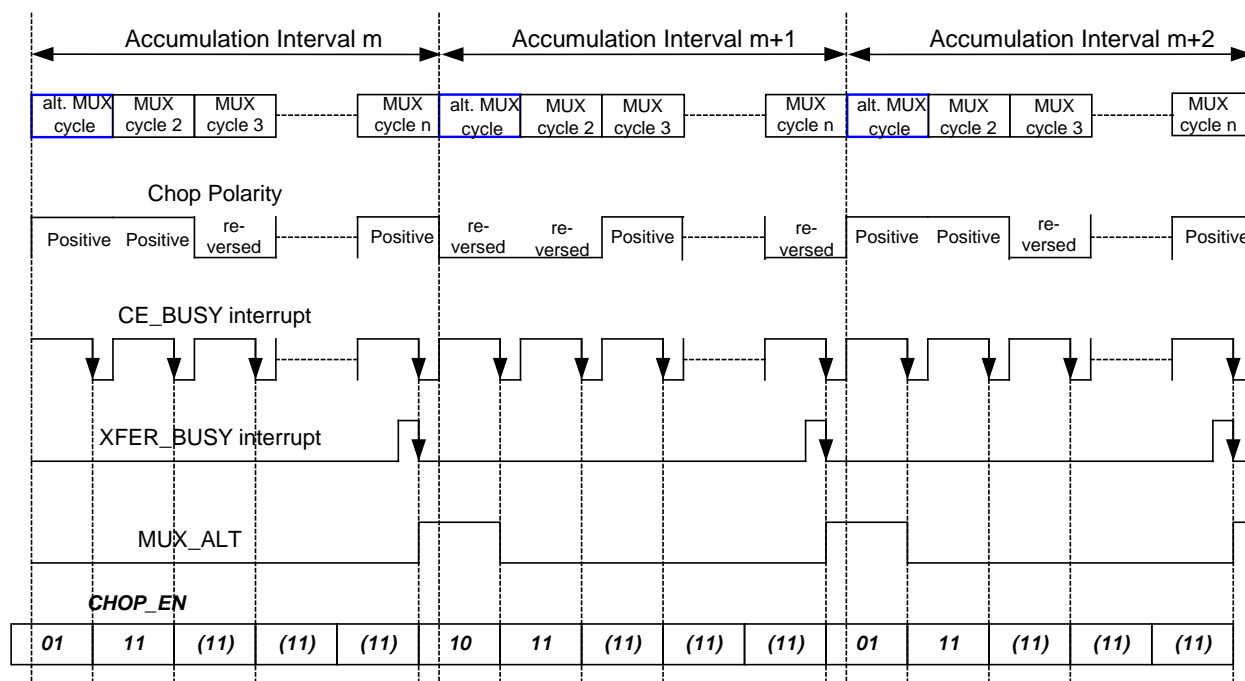 Accumulation Interval m Accumulation Interval m+1 Accumulation Interval m+2
alt. MUX MUX MUX MUX alt. MUX MUX MUX MUX alt. MUX MUX MUX MUX
cycle cycle 2 cycle 3 cycle n cycle cycle 2 cycle 3 cycle n cycle cycle 2 cycle 3 cycle n
Chop Polarity
Positive Positive re- Positive re- re- Positive re- Positive Positive re- Positive
versed versed versed versed versed
CE_BUSY interrupt
XFER_BUSY interrupt
MUX_ALT
CHOP_EN
01 11 (11) (11) (11) 10 11 (11) (11) (11) 01 11 (11) (11) (11)